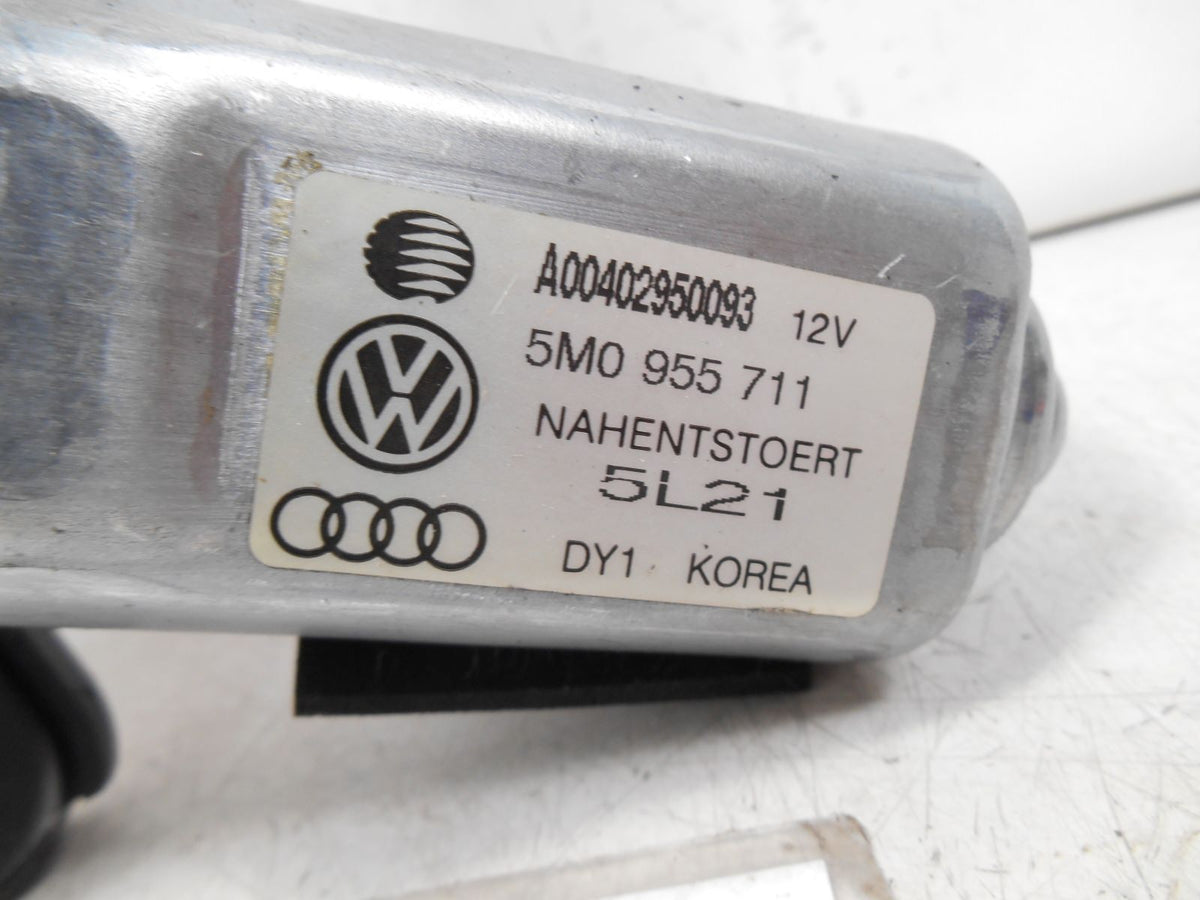 A00402950093 12V
5M0 955 711
NAHENTSTOERT
5L21
DY1 KOREA